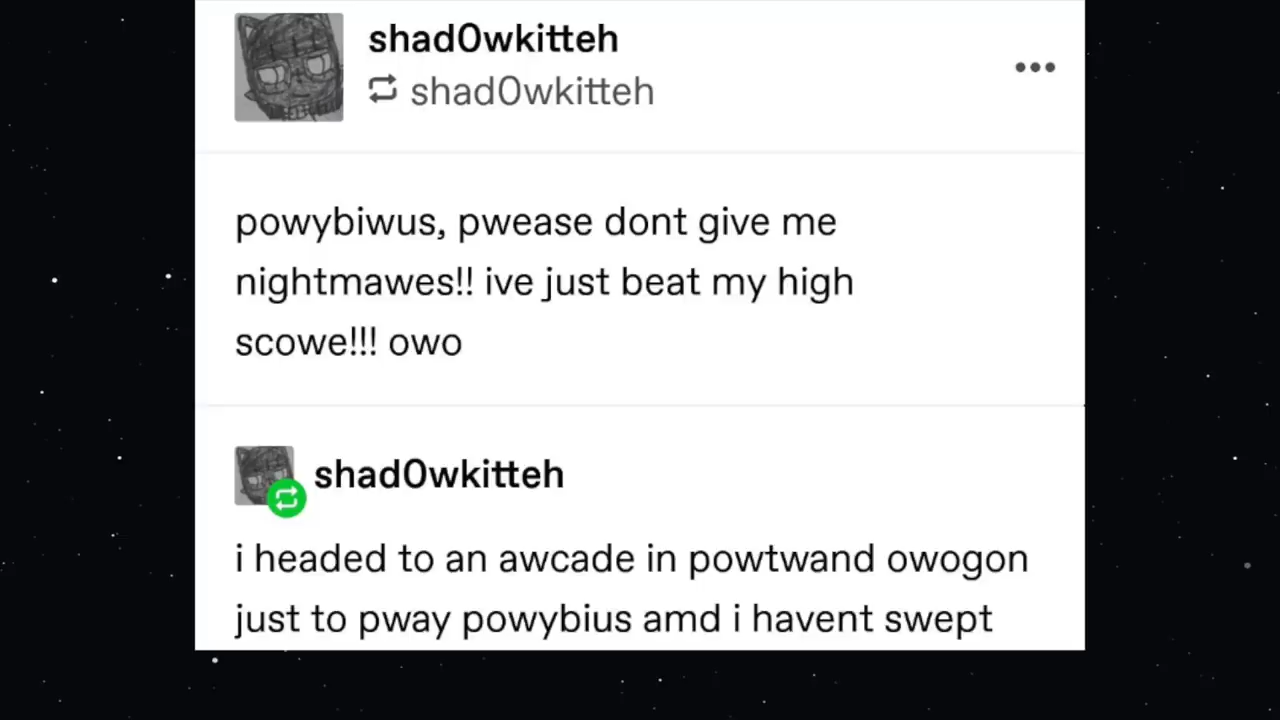 shad0wkitteh
shad0wkitteh
powybiwus, pwease dont give me
nightmawes!! ive just beat my high
scowe!!! owo
shad0wkitteh
i headed to an awcade in powtwand owogon
just to pway powybius amd i havent swept